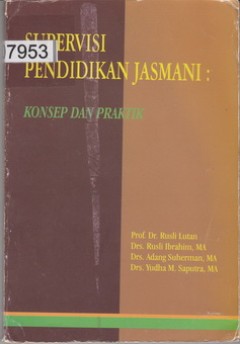 7953
SUPERVISI
PENDIDIKAN JASMANI :
KONSEP DAN PRAKTIK
Prof. Dr. Rusli Lutan
Drs. Rusli Ibrahim, MA
Drs. Adang Suherman, MA
Drs. Yudha M. Saputra, MA